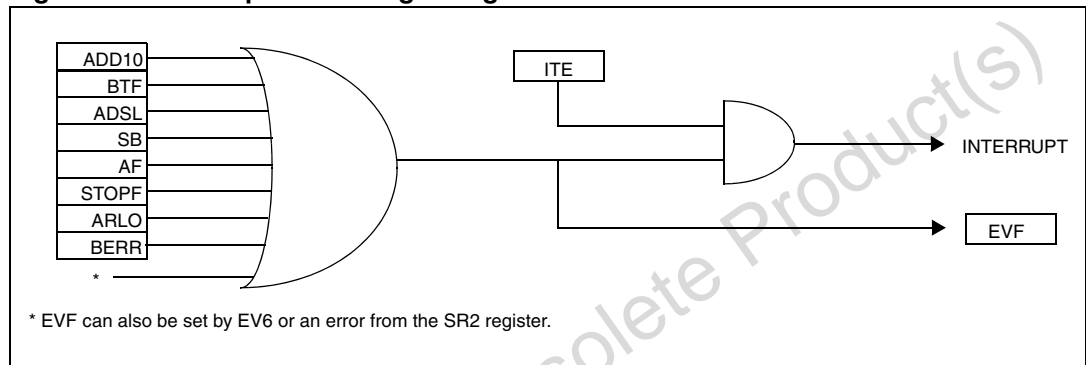 ADD10
BTF
ADSL
SB
AF
STOPF
ARLO
BERR
*
ITE
INTERRUPT
EVF
* EVF can also be set by EV6 or an error from the SR2 register.
solete Product(s)